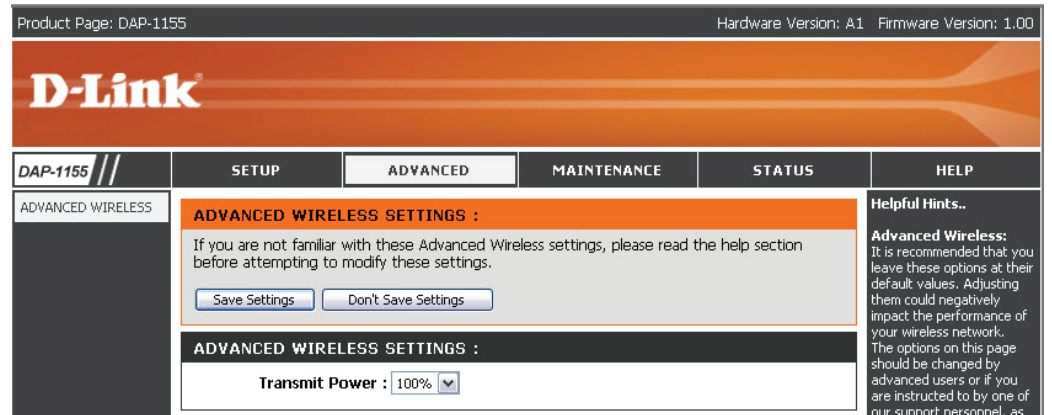 Product Page: DAP-1155 Hardware Version: A1 Firmware Version: 1.00
D-Link®
DAP-1155 SETUP ADVANCED MAINTENANCE STATUS HELP
ADVANCED WIRELESS
ADVANCED WIRELESS SETTINGS :
If you are not familiar with these Advanced Wireless settings, please read the help section
before attempting to modify these settings.
Save Settings Don't Save Settings
ADVANCED WIRELESS SETTINGS :
Transmit Power : 100%
Helpful Hints..
Advanced Wireless:
It is recommended that you
leave these options at their
default values. Adjusting
them could negatively
impact the performance of
your wireless network.
The options on this page
should be changed by
advanced users or if you
are instructed to by one of
our support personnel, as